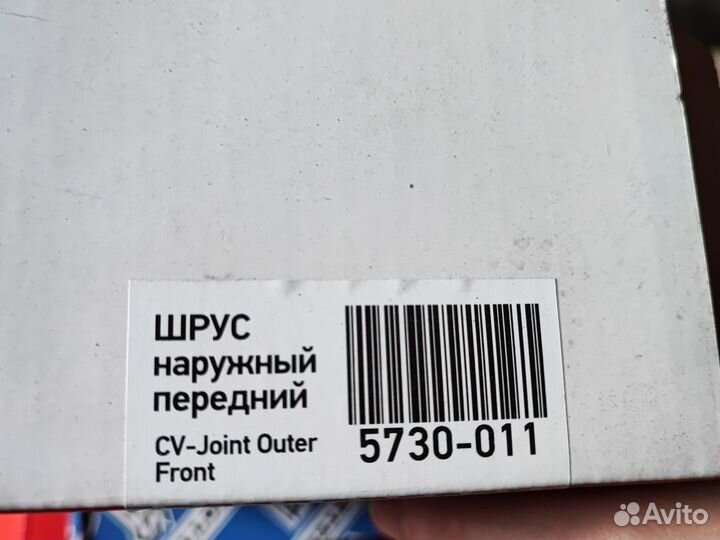 ШРУС
наружный
передний
CV-Joint Outer
Front
5730-011
Avito